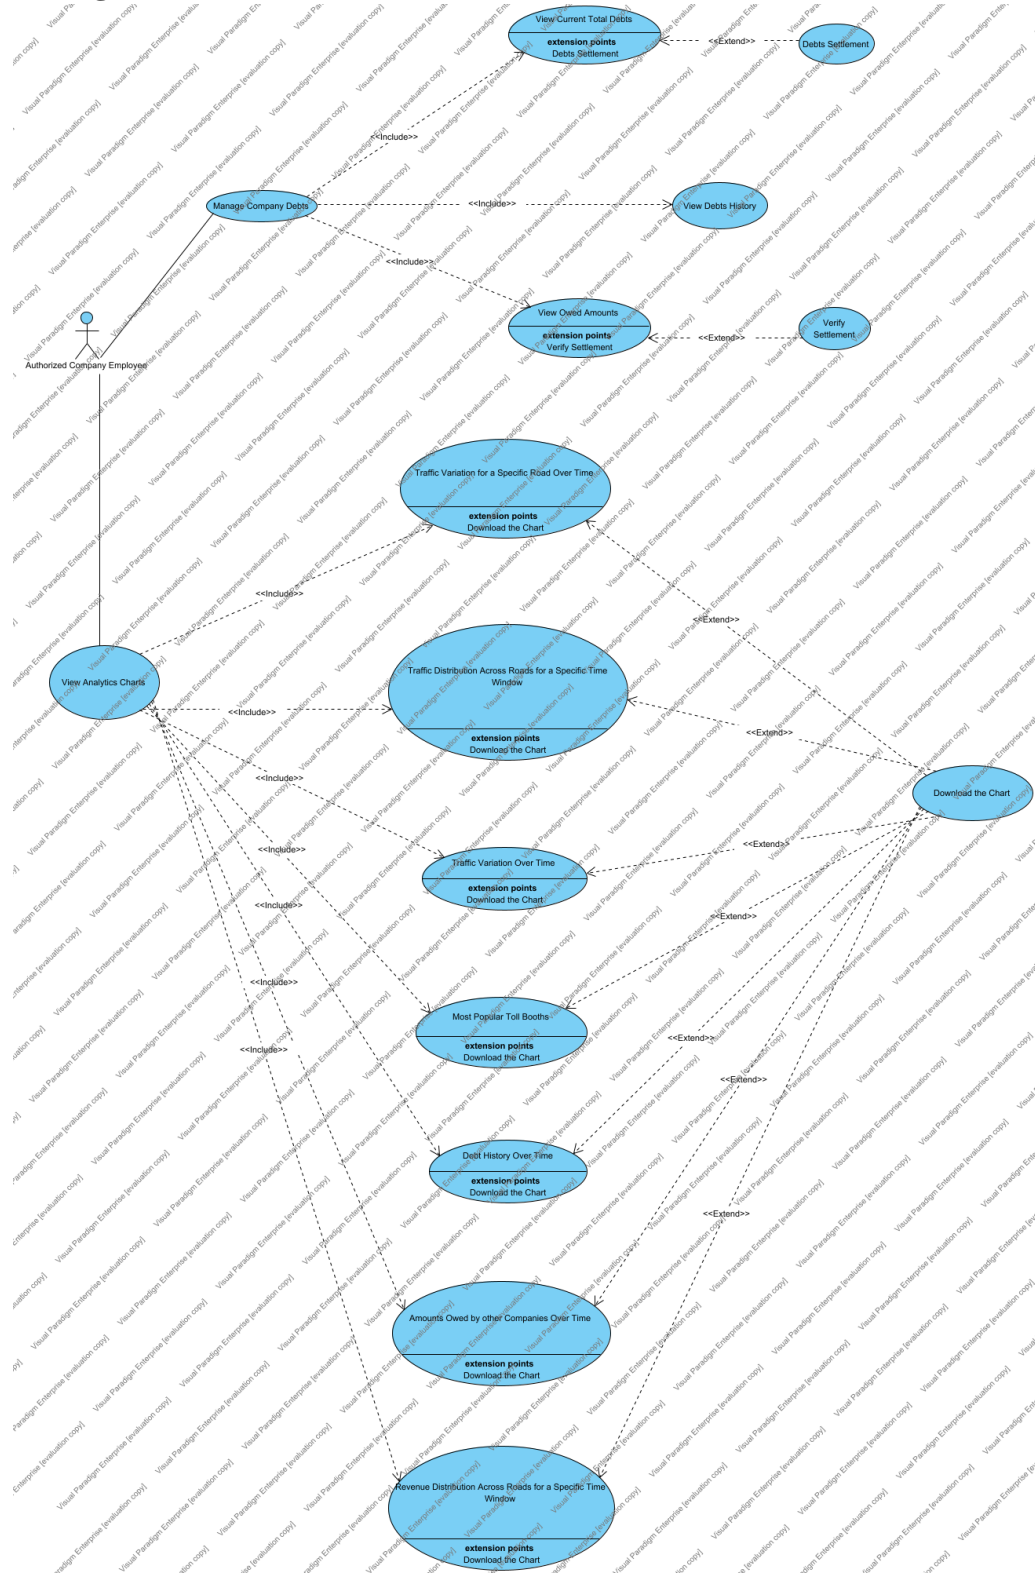 View Current Total Debts
extension points
Debts Settlement
<<Extend>>
Debts Settlement
<<Include>>
Manage Company Debts
<<Include>>
View Debts History
<<Include>>
View Owed Amounts
extension points
Verify Settlement
<<Extend>>
Verify
Settlement
Authorized Company Employee
Traffic Variation for a Specific Road Over Time
extension points
Download the Chart
<<Include>>
<<Extend>>
View Analytics Charts
Traffic Distribution Across Roads for a Specific Time
Window
extension points
Download the Chart
<<Include>>
<<Extend>>
<<Include>>
Download the Chart
Traffic Variation Over Time
extension points
Download the Chart
<<Include>>
<<Extend>>
<<Include>>
<<Extend>>
<<Include>>
Most Popular Toll Booths
extension points
Download the Chart
<<Include>>
<<Extend>>
<<Extend>>
Debt History Over Time
extension points
Download the Chart
<<Extend>>
Amounts Owed by other Companies Over Time
extension points
Download the Chart
Revenue Distribution Across Roads for a Specific Time
Window
extension points
Download the Chart
Visual Paradigm Enterprise [evaluation copy]